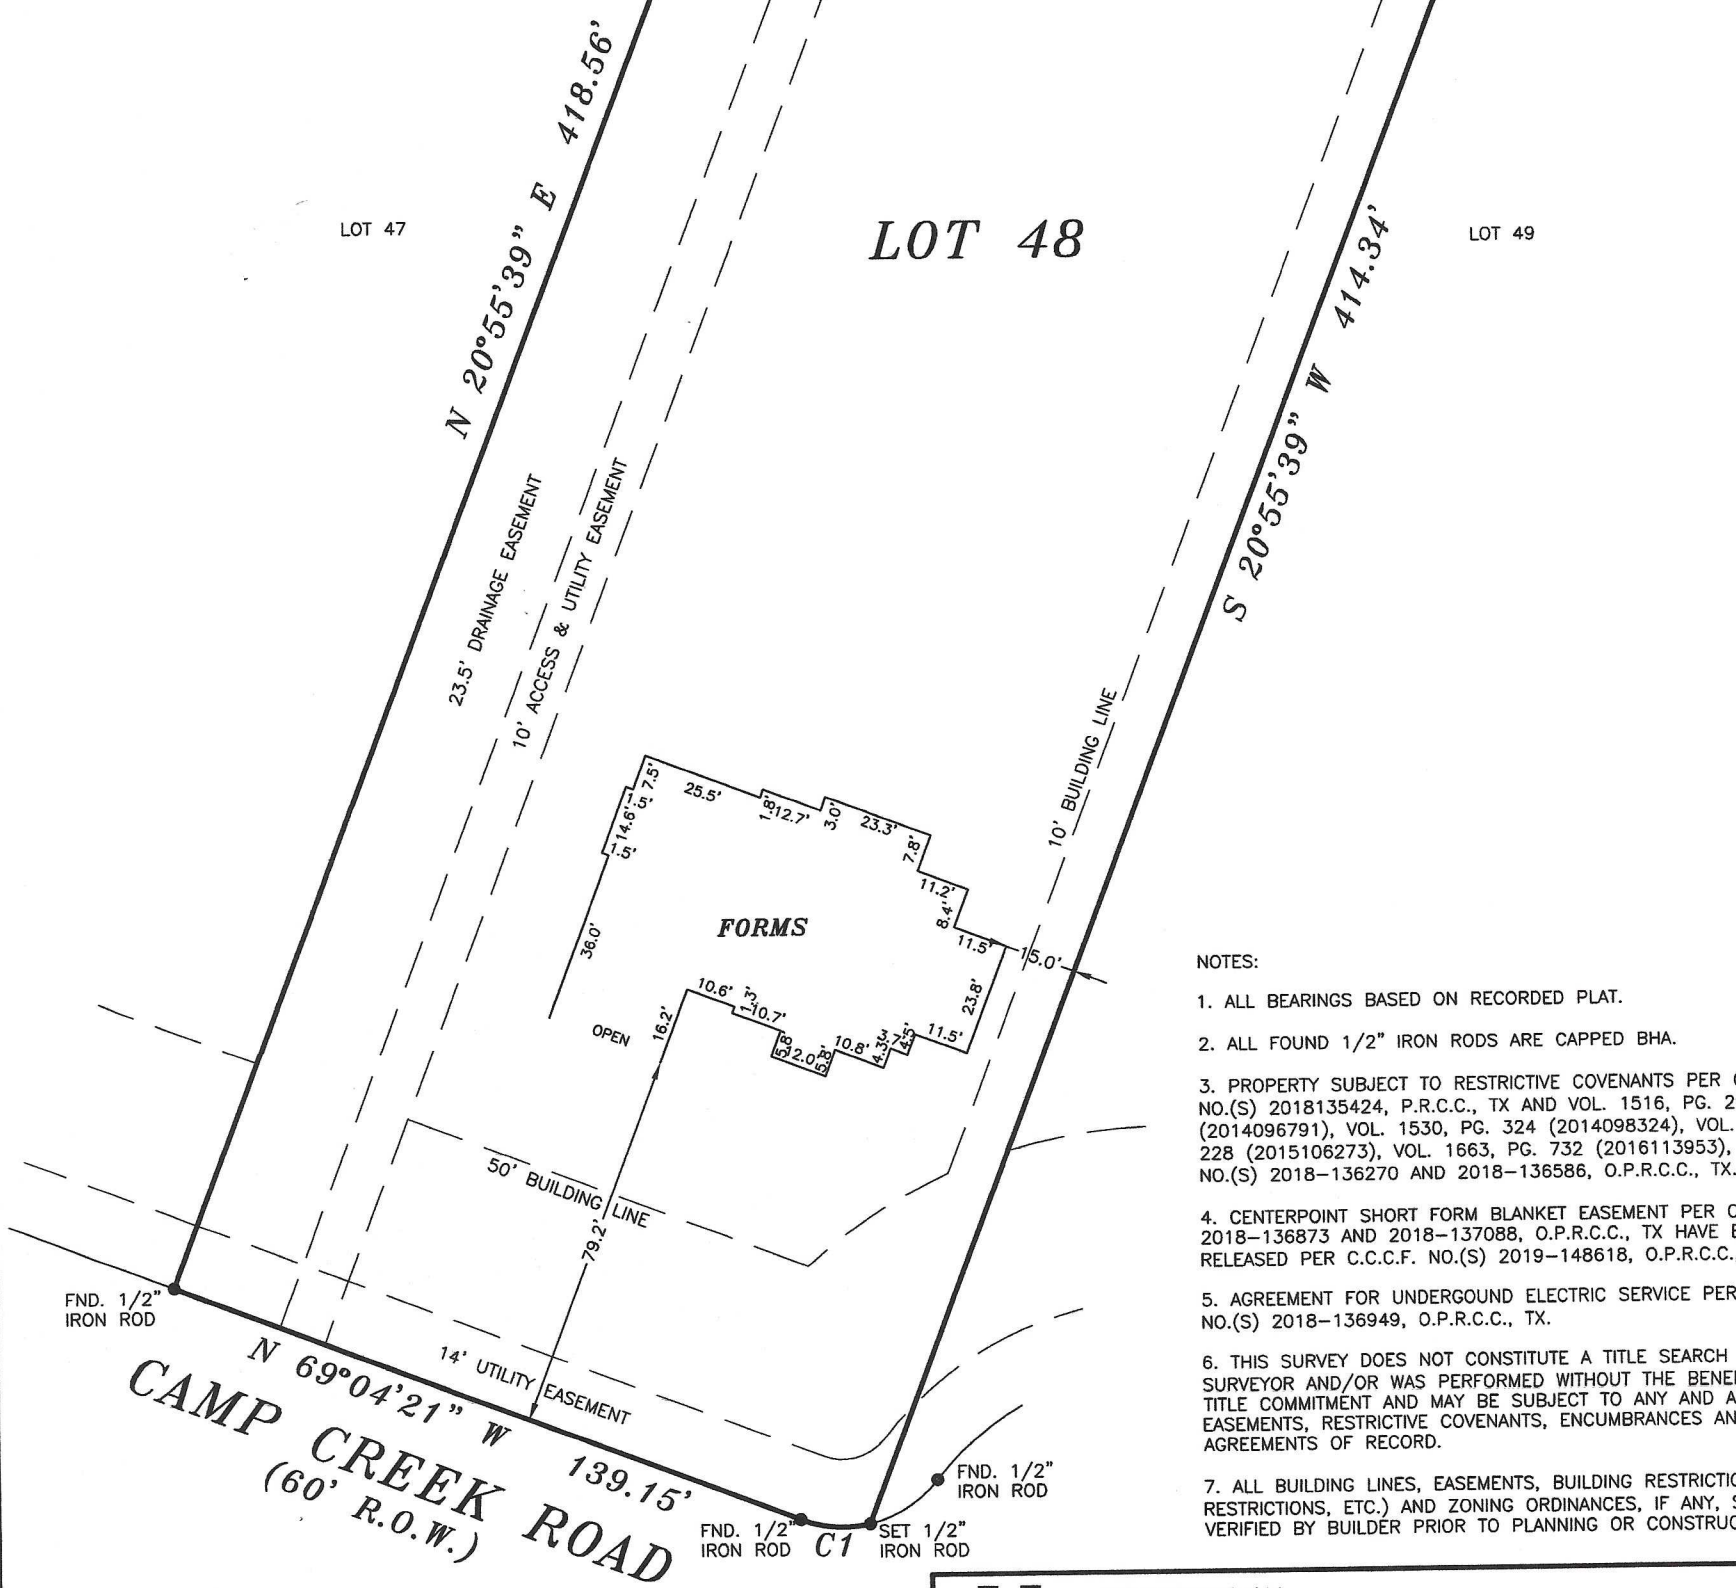 N 20°55'39" E 418.56'
LOT 47
LOT 48
LOT 49
S 20°55'39" W 414.34'
23.5' DRAINAGE EASEMENT
10' ACCESS & UTILITY EASEMENT
10' BUILDING LINE
7.5'
25.5'
1.5'
1.8'
12.7'
3.0'
23.3'
14.6'
1.5'
7.8'
11.2'
8.4'
11.5'
15.0'
FORMS
36.0'
23.8'
OPEN
16.2'
10.6'
1.3'
10.7'
5.8'
12.0'
5.8'
10.8'
4.3'
4.5'
11.5'
50' BUILDING LINE
79.2'
14' UTILITY EASEMENT
FND. 1/2"
IRON ROD
N 69°04'21" W 139.15'
CAMP CREEK ROAD
(60' R.O.W.)
FND. 1/2"
IRON ROD
C1
SET 1/2"
IRON ROD
FND. 1/2"
IRON ROD
NOTES:
1. ALL BEARINGS BASED ON RECORDED PLAT.
2. ALL FOUND 1/2" IRON RODS ARE CAPPED BHA.
3. PROPERTY SUBJECT TO RESTRICTIVE COVENANTS PER
NO.(S) 2018135424, P.R.C.C., TX AND VOL. 1516, PG. 2
(2014096791), VOL. 1530, PG. 324 (2014098324), VOL.
228 (2015106273), VOL. 1663, PG. 732 (2016113953),
NO.(S) 2018-136270 AND 2018-136586, O.P.R.C.C., TX.
4. CENTERPOINT SHORT FORM BLANKET EASEMENT PER
2018-136873 AND 2018-137088, O.P.R.C.C., TX HAVE
RELEASED PER C.C.C.F. NO.(S) 2019-148618, O.P.R.C.C.
5. AGREEMENT FOR UNDERGOUND ELECTRIC SERVICE PER
NO.(S) 2018-136949, O.P.R.C.C., TX.
6. THIS SURVEY DOES NOT CONSTITUTE A TITLE SEARCH
SURVEYOR AND/OR WAS PERFORMED WITHOUT THE BENE
TITLE COMMITMENT AND MAY BE SUBJECT TO ANY AND A
EASEMENTS, RESTRICTIVE COVENANTS, ENCUMBRANCES AN
AGREEMENTS OF RECORD.
7. ALL BUILDING LINES, EASEMENTS, BUILDING RESTRICTIO
RESTRICTIONS, ETC.) AND ZONING ORDINANCES, IF ANY,
VERIFIED BY BUILDER PRIOR TO PLANNING OR CONSTRUC